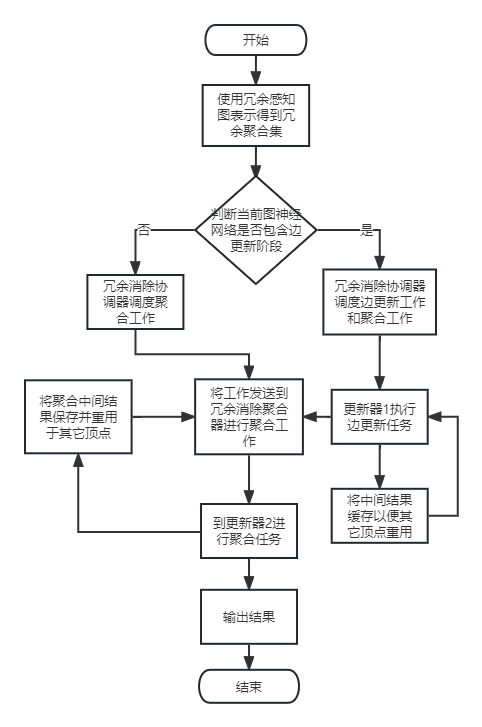 开始
使用冗余感知
图表示得到冗
余聚合集
判断当前图神经
网络是否包含边
更新阶段
否
是
冗余消除协
调器调度聚
合工作
冗余消除协调器
调度边更新工作
和聚合工作
将聚合中间结
果保存并重用
于其它顶点
将工作发送到
冗余消除聚合
器进行聚合工
作
更新器1执行
边更新任务
将中间结果
缓存以便其
它顶点重用
到更新器2进
行聚合任务
输出结果
结束